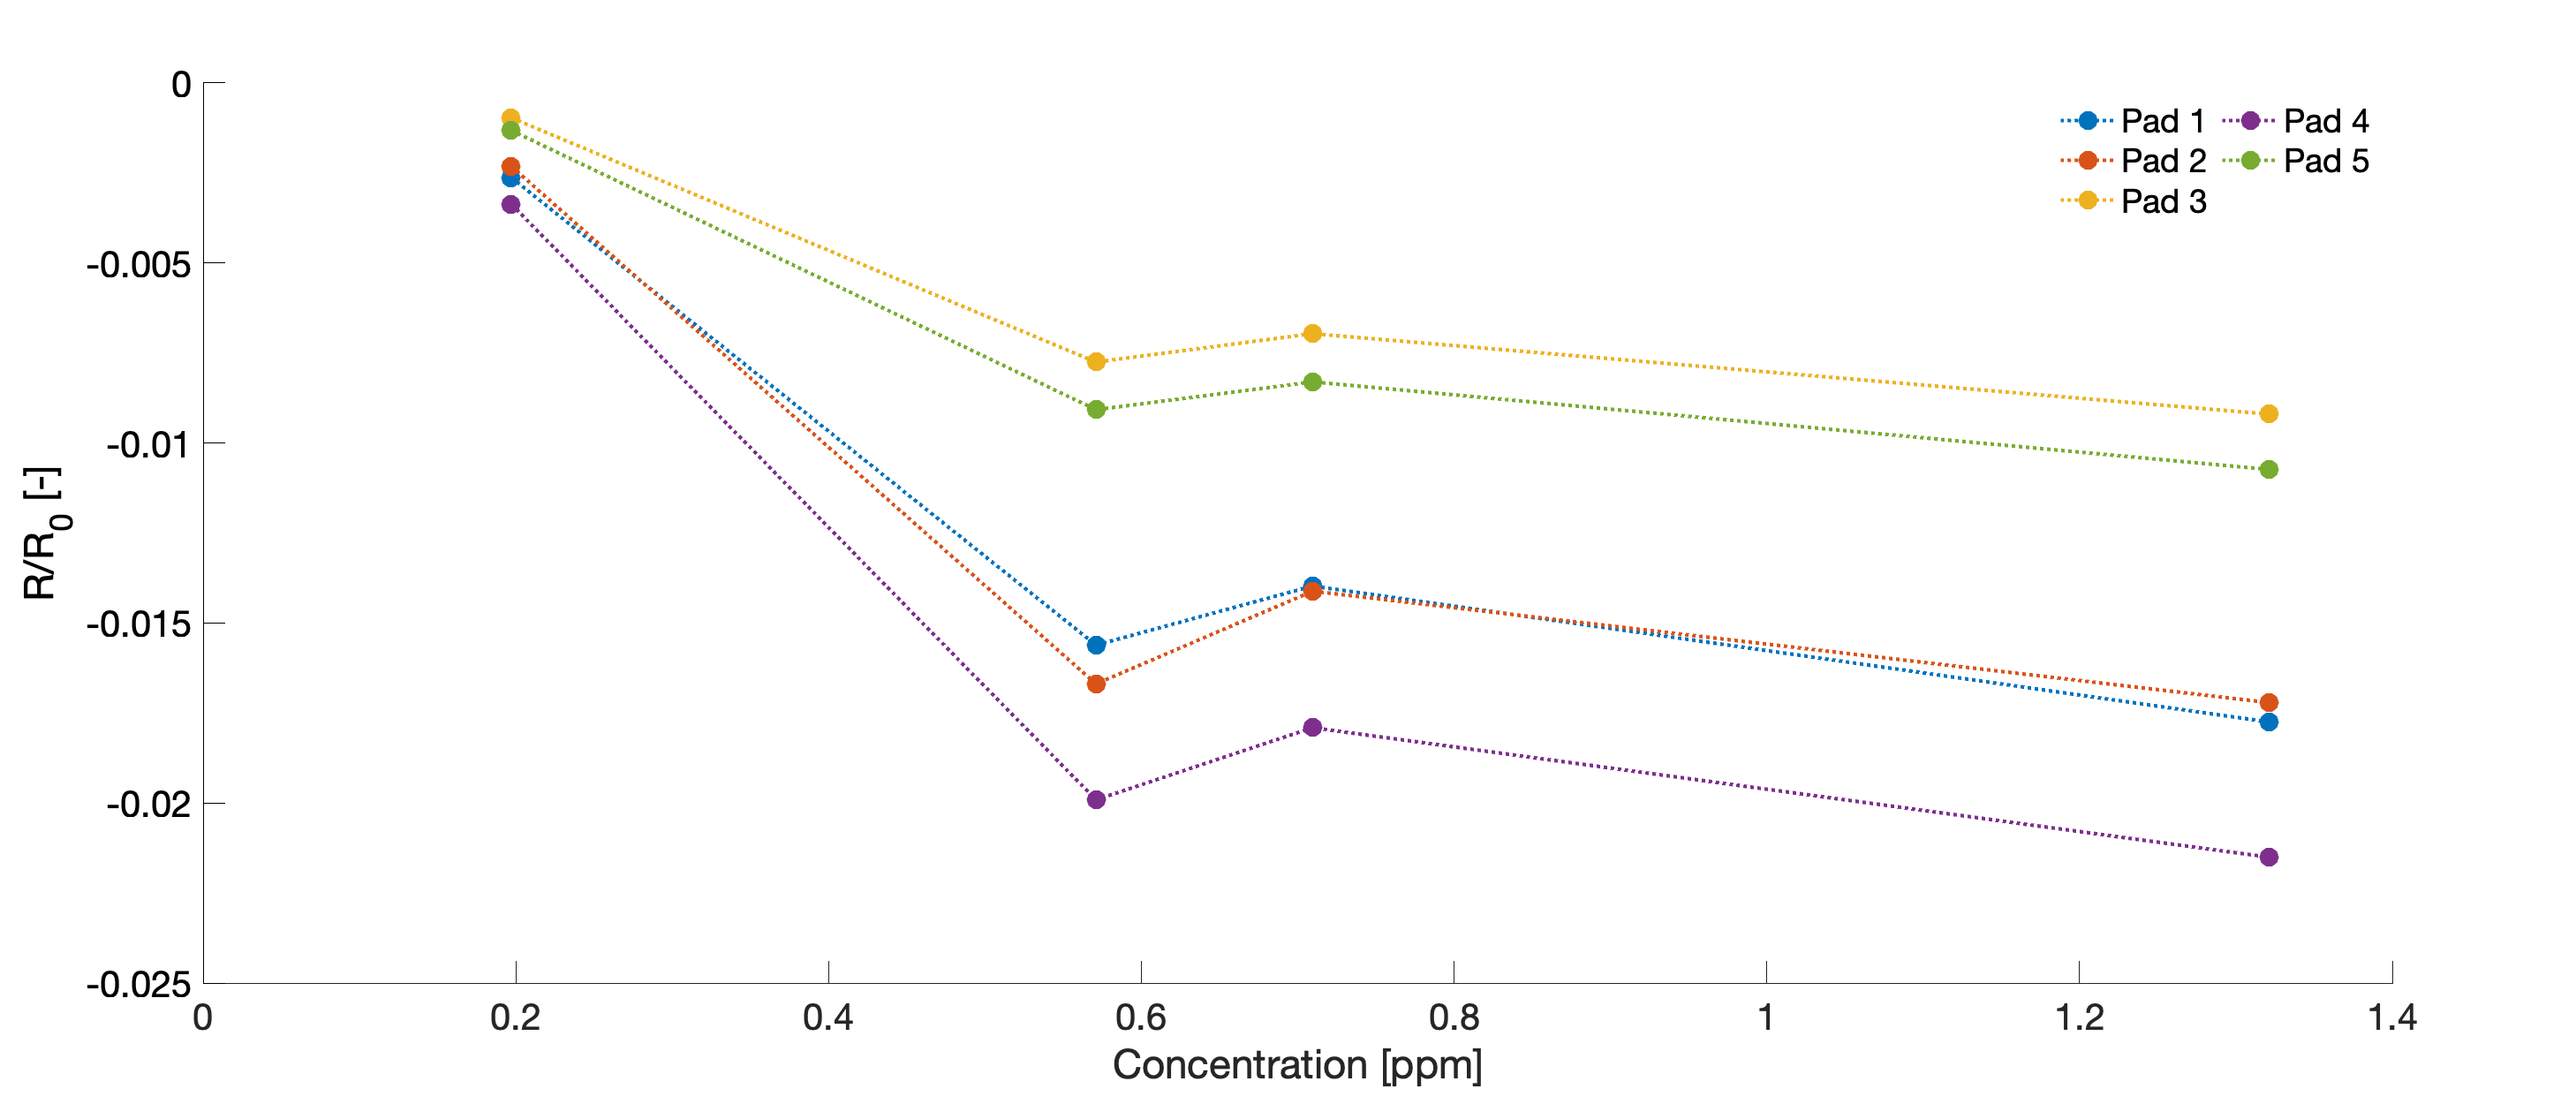 0
-0.005
-0.01
-0.015
-0.02
-0.025
R/R0 [-]
Pad 1
Pad 2
Pad 3
Pad 4
Pad 5
0 0.2 0.4 0.6 0.8 1 1.2 1.4
Concentration [ppm]